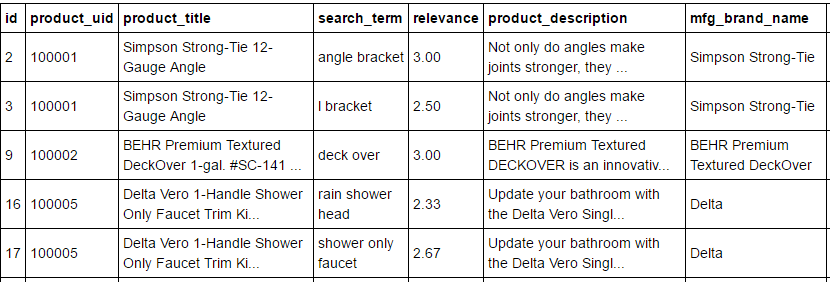 id product_uid product_title search_term relevance product_description mfg_brand_name
2 100001 Simpson Strong-Tie 12- angle bracket 3.00 Not only do angles make Simpson Strong-Tie
Gauge Angle joints stronger, they ...
3 100001 Simpson Strong-Tie 12- l bracket 2.50 Not only do angles make Simpson Strong-Tie
Gauge Angle joints stronger, they ...
9 100002 BEHR Premium Textured deck over 3.00 BEHR Premium Textured BEHR Premium
DeckOver 1-gal. #SC-141 ... DECKOVER is an innovativ... Textured DeckOver
16 100005 Delta Vero 1-Handle Shower rain shower 2.33 Update your bathroom with Delta
Only Faucet Trim Ki... head the Delta Vero Singl...
17 100005 Delta Vero 1-Handle Shower shower only 2.67 Update your bathroom with Delta
Only Faucet Trim Ki... faucet the Delta Vero Singl...